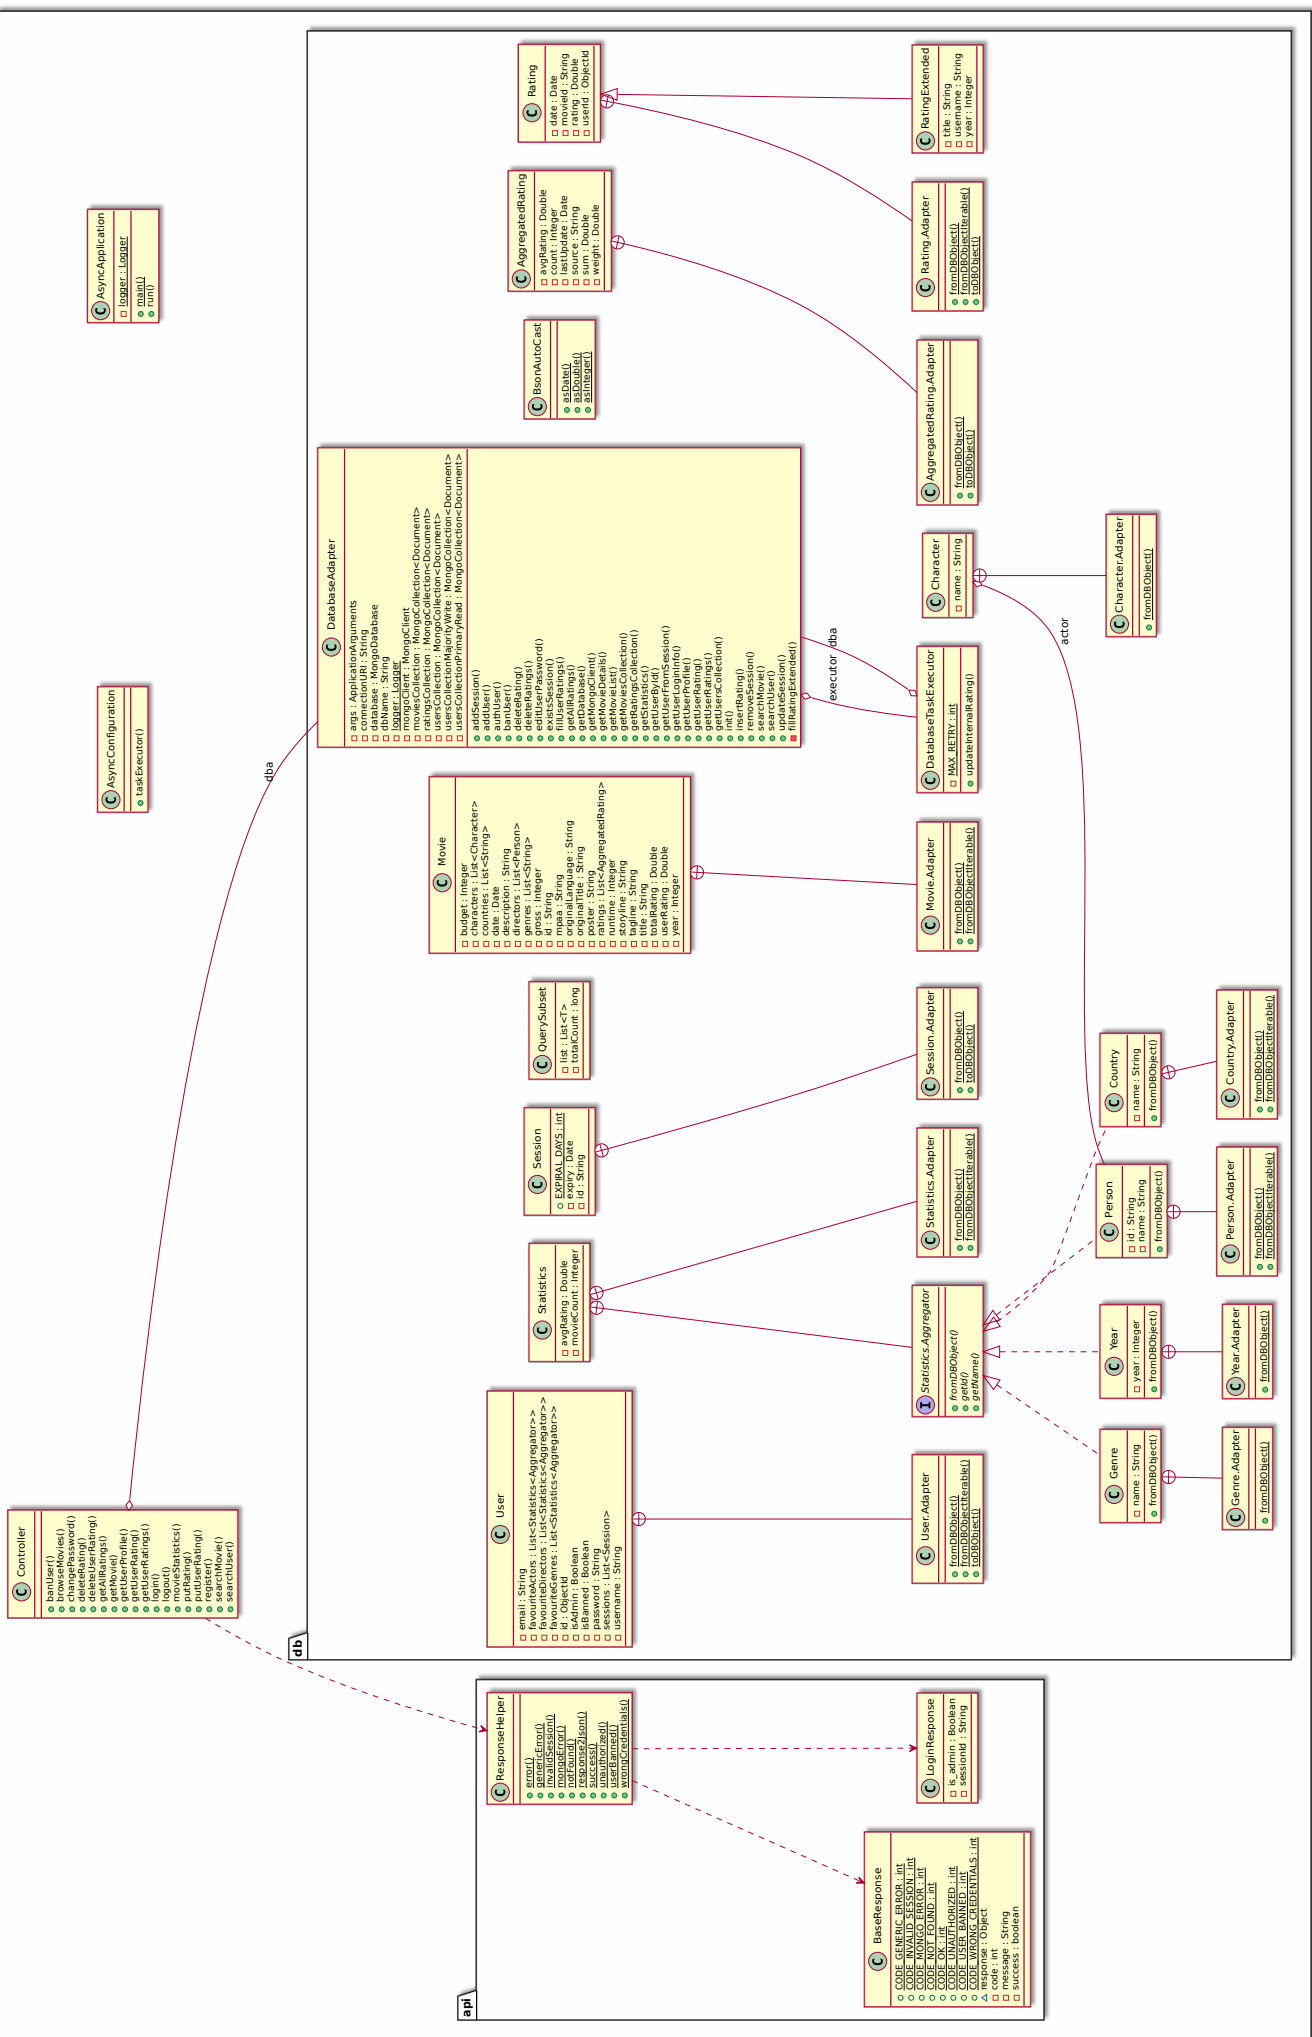 AsyncApplication
logger : Logger
main()
run()
AsyncConfiguration
taskExecutor()
Controller
banUser()
browseMovies()
changePassword()
deleteRating()
deleteUserRating()
getAllRatings()
getMovie()
getUserProfile()
getUserRating()
getUserRatings()
login()
logout()
movieStatistics()
putRating()
putUserRating()
register()
searchMovie()
searchUser()
dba
db
Rating
date : Date
movieId : String
rating : Double
userId : ObjectId
AggregatedRating
avgRating : Double
count : Integer
lastUpdate : Date
source : String
sum : Double
weight : Double
BsonAutoCast
asDate()
asDouble()
asInteger()
DatabaseAdapter
args : ApplicationArguments
connectionURI : String
database : MongoDatabase
dbName : String
logger : Logger
mongoClient : MongoClient
moviesCollection : MongoCollection<Document>
ratingsCollection : MongoCollection<Document>
usersCollection : MongoCollection<Document>
usersCollectionMajorityWrite : MongoCollection<Document>
usersCollectionPrimaryRead : MongoCollection<Document>
addSession()
addUser()
authUser()
banUser()
deleteRating()
deleteRatings()
editUserPassword()
existsSession()
fillUserRatings()
getAllRatings()
getDatabase()
getMongoClient()
getMovieDetails()
getMovieList()
getMoviesCollection()
getRatingsCollection()
getStatistics()
getUserById()
getUserFromSession()
getUserLoginInfo()
getUserProfile()
getUserRating()
getUserRatings()
getUsersCollection()
init()
insertRating()
removeSession()
searchMovie()
searchUser()
updateSession()
fillRatingExtended()
Movie
budget : Integer
characters : List<Character>
countries : List<String>
date : Date
description : String
directors : List<Person>
genres : List<String>
gross : Integer
id : String
mpaa : String
originalLanguage : String
originalTitle : String
poster : String
ratings : List<AggregatedRating>
runtime : Integer
storyline : String
tagline : String
title : String
totalRating : Double
userRating : Double
year : Integer
QuerySubset
list : List<T>
totalCount : long
Session
EXPIRAL_DAYS : int
expiry : Date
id : String
Statistics
avgRating : Double
movieCount : Integer
User
email : String
favouriteActors : List<Statistics<Aggregator>>
favouriteDirectors : List<Statistics<Aggregator>>
favouriteGenres : List<Statistics<Aggregator>>
id : ObjectId
isAdmin : Boolean
isBanned : Boolean
password : String
sessions : List<Session>
username : String
executor
dba
RatingExtended
title : String
username : String
year : Integer
Rating.Adapter
fromDBObject()
fromDBObjectIterable()
toDBObject()
AggregatedRating.Adapter
fromDBObject()
toDBObject()
Character
name : String
DatabaseTaskExecutor
MAX_RETRY : int
updateInternalRating()
Movie.Adapter
fromDBObject()
fromDBObjectIterable()
Session.Adapter
fromDBObject()
toDBObject()
Statistics.Adapter
fromDBObject()
fromDBObjectIterable()
Statistics.Aggregator
fromDBObject()
getId()
getName()
User.Adapter
fromDBObject()
fromDBObjectIterable()
toDBObject()
actor
Character.Adapter
fromDBObject()
Country
name : String
fromDBObject()
Person
id : String
name : String
fromDBObject()
Year
year : Integer
fromDBObject()
Genre
name : String
fromDBObject()
Country.Adapter
fromDBObject()
fromDBObjectIterable()
Person.Adapter
fromDBObject()
fromDBObjectIterable()
Year.Adapter
fromDBObject()
Genre.Adapter
fromDBObject()
api
ResponseHelper
error()
genericError()
invalidSession()
mongoError()
notFound()
response2Json()
success()
unauthorized()
userBanned()
wrongCredentials()
LoginResponse
is_admin : Boolean
sessionId : String
BaseResponse
CODE_GENERIC_ERROR : int
CODE_INVALID_SESSION : int
CODE_MONGO_ERROR : int
CODE_NOT_FOUND : int
CODE_OK : int
CODE_UNAUTHORIZED : int
CODE_USER_BANNED : int
CODE_WRONG_CREDENTIALS : int
response : Object
code : int
message : String
success : boolean